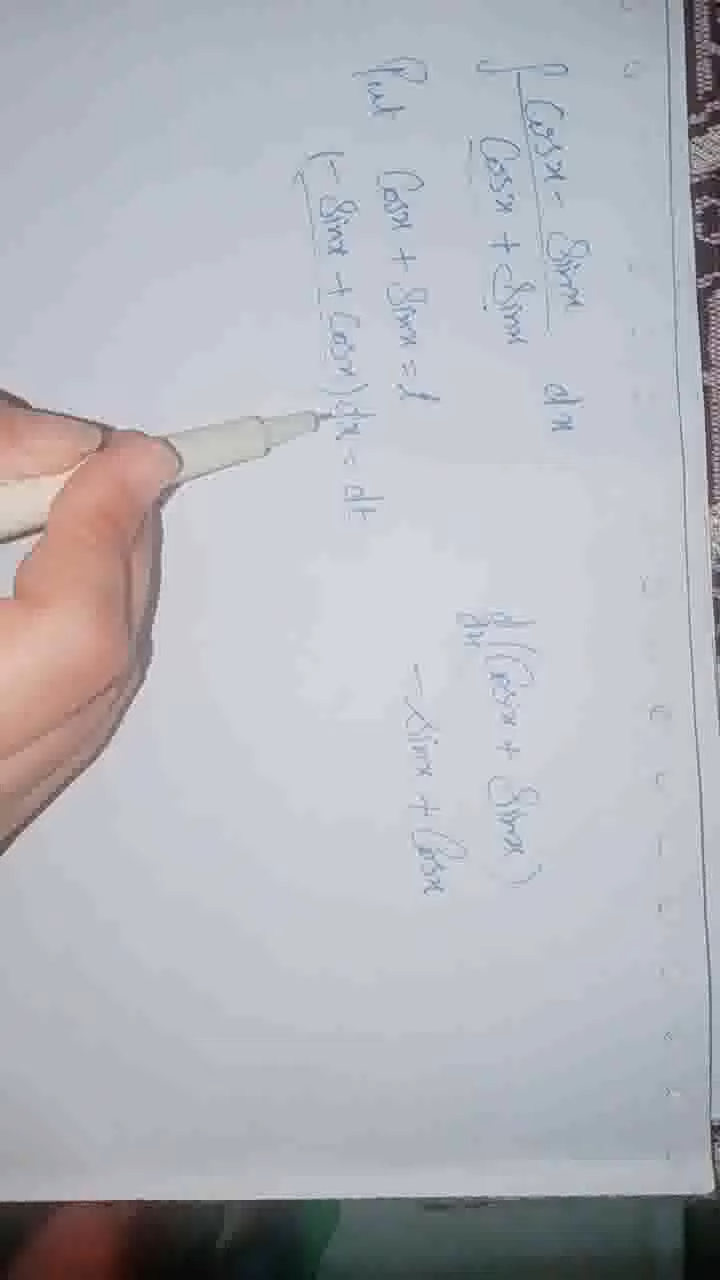 ∫ Cosx - Sinx / Cosx + Sinx dx
Put Cosx + Sinx = t
(- Sinx + Cosx) dx = dt
d/dx (Cosx + Sinx)
- Sinx + Cosx